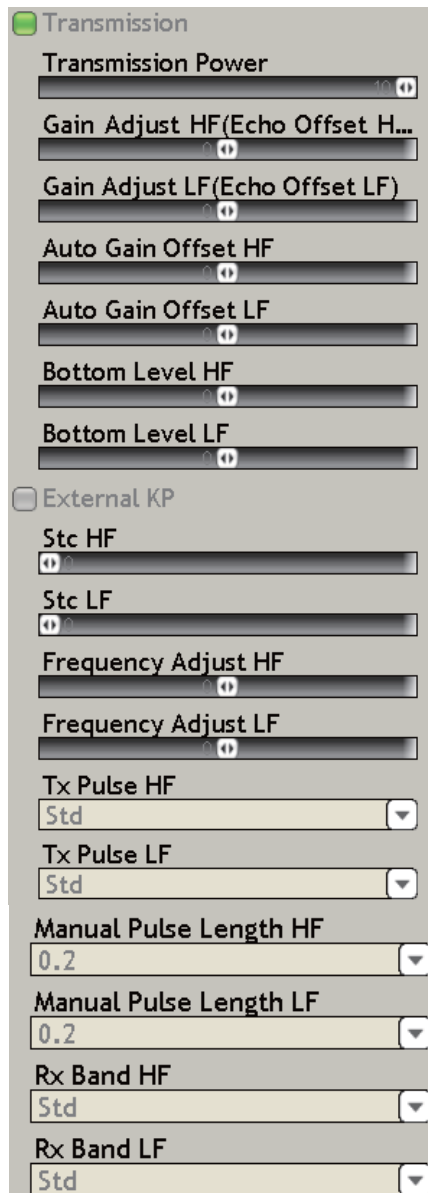 Transmission
Transmission Power
10
Gain Adjust HF(Echo Offset H...
0
Gain Adjust LF(Echo Offset LF)
0
Auto Gain Offset HF
0
Auto Gain Offset LF
0
Bottom Level HF
0
Bottom Level LF
0
External KP
Stc HF
0
Stc LF
0
Frequency Adjust HF
0
Frequency Adjust LF
0
Tx Pulse HF
Std
Tx Pulse LF
Std
Manual Pulse Length HF
0.2
Manual Pulse Length LF
0.2
Rx Band HF
Std
Rx Band LF
Std